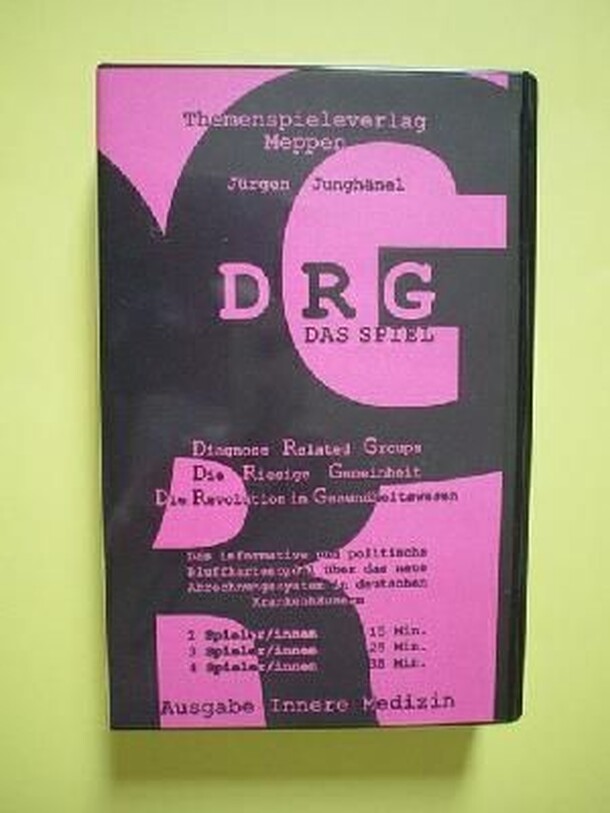 Themenspieleverlag
Meppen
Jürgen Junghänel
DRG
DAS SPIEL
Diagnose Related Groups
Die Riesige Gemeinheit
Die Revolution im Gesundheitswesen
Das informative und politische
Bluffkartenspiel über das neue
Abrechnungssystem in deutschen
Krankenhäusern
2 Spieler/innen 15 Min.
3 Spieler/innen 25 Min.
4 Spieler/innen 35 Min.
Ausgabe Innere Medizin